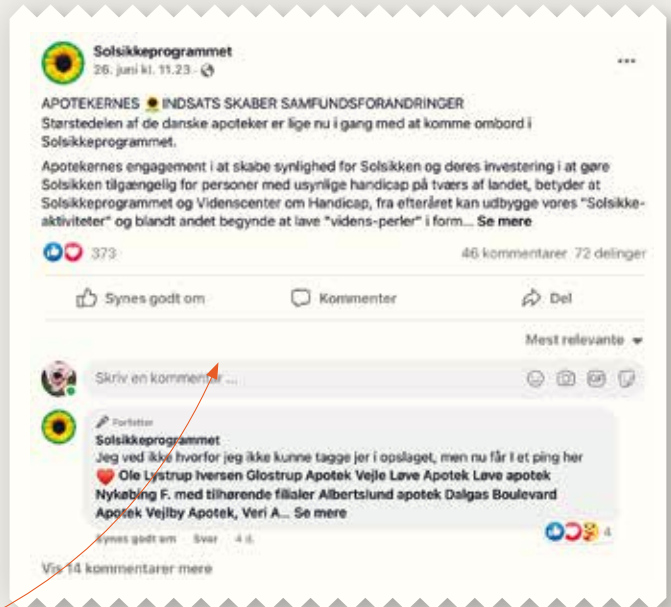 Solsikkeprogrammet
26. juni kl. 11.23 ·
APOTEKERNES 🌻 INDSATS SKABER SAMFUNDSFORANDRINGER
Størstedelen af de danske apoteker er lige nu i gang med at komme ombord i
Solsikkeprogrammet.
Apotekernes engagement i at skabe synlighed for Solsikken og deres investering i at gøre
Solsikken tilgængelig for personer med usynlige handicap på tværs af landet, betyder at
Solsikkeprogrammet og Videnscenter om Handicap, fra efteråret kan udbygge vores "Solsikke-
aktiviteter" og blandt andet begynde at lave "videns-perler" i form... Se mere
373
46 kommentarer 72 delinger
Synes godt om
Kommenter
Del
Mest relevante
Skriv en kommentar ...
GIF
Forfatter
Solsikkeprogrammet
Jeg ved ikke hvorfor jeg ikke kunne tagge jer i opslaget, men nu får I et ping her
❤️ Ole Lystrup Iversen Glostrup Apotek Vejle Løve Apotek Løve apotek
Nykøbing F. med tilhørende filialer Albertslund apotek Dalgas Boulevard
Apotek Vejlby Apotek, Veri A... Se mere
Synes godt om Svar 4 d.
4
Vis 14 kommentarer mere